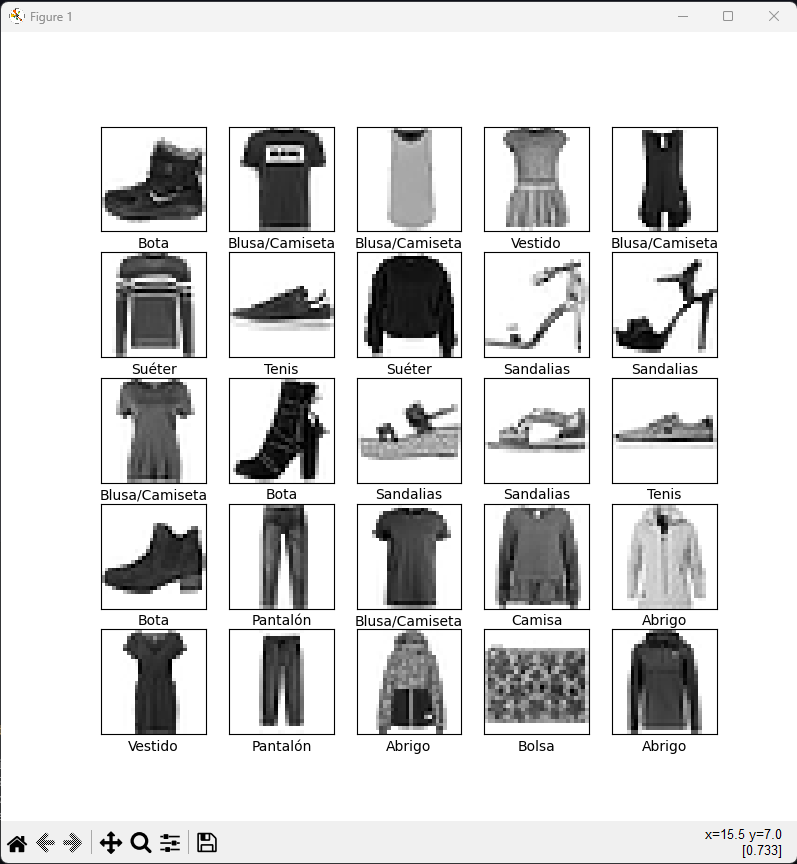 Figure 1
Bota Blusa/Camiseta Blusa/Camiseta Vestido Blusa/Camiseta
Suéter Tenis Suéter Sandalias Sandalias
Blusa/Camiseta Bota Sandalias Sandalias Tenis
Bota Pantalón Blusa/Camiseta Camisa Abrigo
Vestido Pantalón Abrigo Bolsa Abrigo
x=15.5 y=7.0
[0.733]